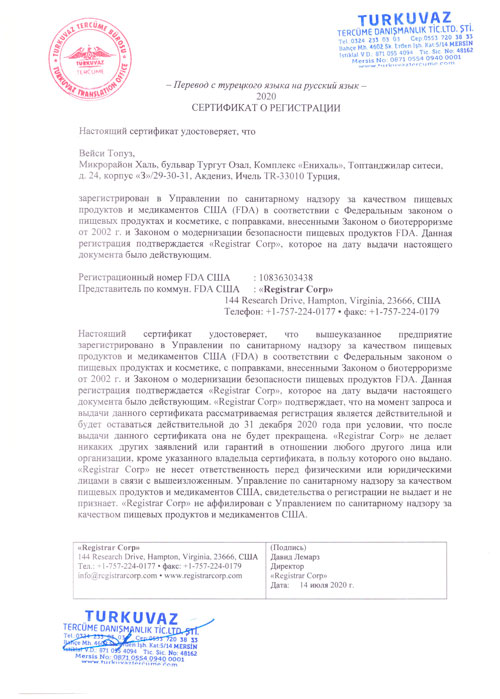 TURKUVAZ TERCÜME BÜROSU
TURKUVAZ
TERCÜME
TURKUVAZ TRANSLATION OFFICE
TURKUVAZ
TERCÜME DANIŞMANLIK TİC.LTD. ŞTİ.
Tel: 0324 233 03 03 Cep:0553 720 38 33
Bahçe Mh. 4602 Sk. Erden İşh. Kat:5/14 MERSİN
İstiklal V.D. 871 055 4094 Tic. Sic. No: 48162
Mersis No: 0871 0554 0940 0001
www.turkuvaztercume.com
– Перевод с турецкого языка на русский язык –
2020
СЕРТИФИКАТ О РЕГИСТРАЦИИ
Настоящий сертификат удостоверяет, что
Вейси Топуз,
Микрорайон Халь, бульвар Тургут Озал, Комплекс «Енихаль», Топтанджилар ситеси,
д. 24, корпус «З»/29-30-31, Акдениз, Ичель TR-33010 Турция,
зарегистрирован в Управлении по санитарному надзору за качеством пищевых
продуктов и медикаментов США (FDA) в соответствии с Федеральным законом о
пищевых продуктах и косметике, с поправками, внесенными Законом о биотерроризме
от 2002 г. и Законом о модернизации безопасности пищевых продуктов FDA. Данная
регистрация подтверждается «Registrar Corp», которое на дату выдачи настоящего
документа было действующим.
Регистрационный номер FDA США : 10836303438
Представитель по коммун. FDA США : «Registrar Corp»
144 Research Drive, Hampton, Virginia, 23666, США
Телефон: +1-757-224-0177 • факс: +1-757-224-0179
Настоящий сертификат удостоверяет, что вышеуказанное предприятие
зарегистрировано в Управлении по санитарному надзору за качеством пищевых
продуктов и медикаментов США (FDA) в соответствии с Федеральным законом о
пищевых продуктах и косметике, с поправками, внесенными Законом о биотерроризме
от 2002 г. и Законом о модернизации безопасности пищевых продуктов FDA. Данная
регистрация подтверждается «Registrar Corp», которое на дату выдачи настоящего
документа было действующим. «Registrar Corp» подтверждает, что на момент запроса и
выдачи данного сертификата рассматриваемая регистрация является действительной и
будет оставаться действительной до 31 декабря 2020 года при условии, что после
выдачи данного сертификата она не будет прекращена. «Registrar Corp» не делает
никаких других заявлений или гарантий в отношении любого другого лица или
организации, кроме указанного владельца сертификата, в пользу которого оно выдано.
«Registrar Corp» не несет ответственность перед физическими или юридическими
лицами в связи с вышеизложенным. Управление по санитарному надзору за качеством
пищевых продуктов и медикаментов США, свидетельства о регистрации не выдает и не
признает. «Registrar Corp» не аффилирован с Управлением по санитарному надзору за
качеством пищевых продуктов и медикаментов США.
«Registrar Corp»
144 Research Drive, Hampton, Virginia, 23666, США
Тел.: +1-757-224-0177 • факс: +1-757-224-0179
info@registrarcorp.com • www.registrarcorp.com
(Подпись)
Давид Лемарз
Директор
«Registrar Corp»
Дата: 14 июля 2020 г.
TURKUVAZ
TERCÜME DANIŞMANLIK TİC.LTD. ŞTİ.
Tel: 0324 233 03 03 Cep:0553 720 38 33
Bahçe Mh. 4602 Sk. Erden İşh. Kat:5/14 MERSİN
İstiklal V.D. 871 055 4094 Tic. Sic. No: 48162
Mersis No: 0871 0554 0940 0001
www.turkuvaztercume.com